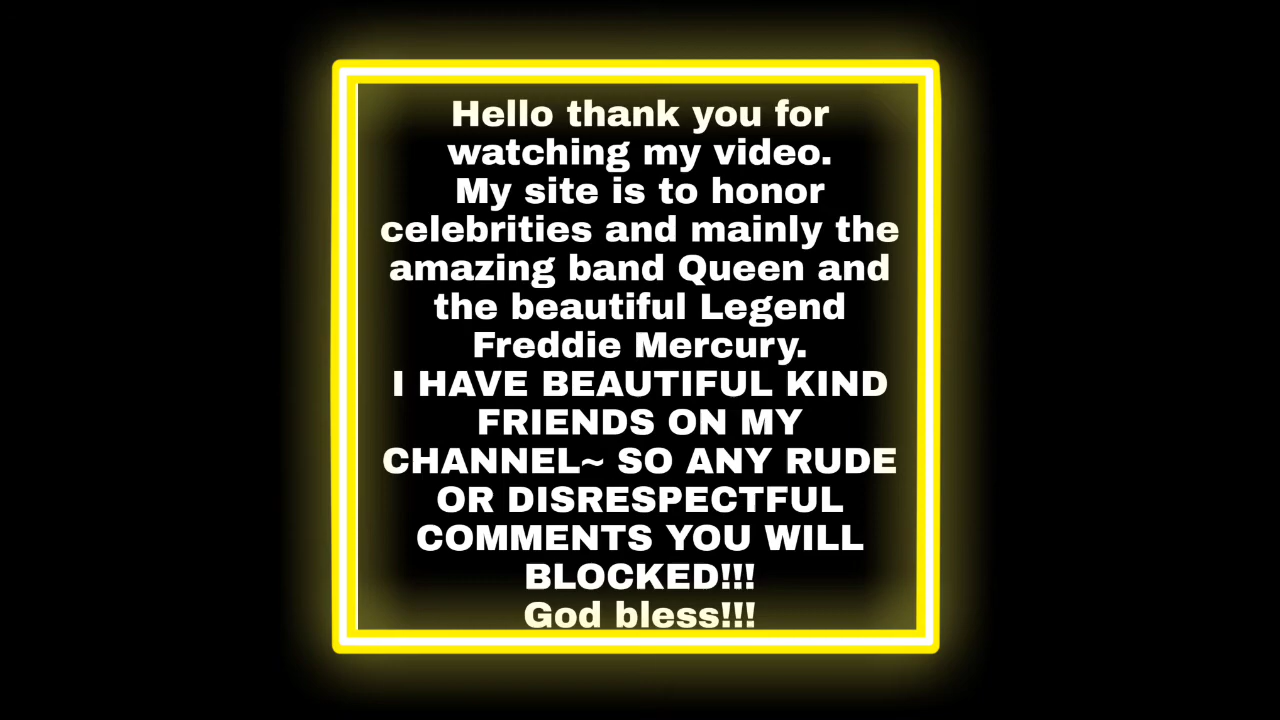 Hello thank you for
watching my video.
My site is to honor
celebrities and mainly the
amazing band Queen and
the beautiful Legend
Freddie Mercury.
I HAVE BEAUTIFUL KIND
FRIENDS ON MY
CHANNEL~ SO ANY RUDE
OR DISRESPECTFUL
COMMENTS YOU WILL
BLOCKED!!!
God bless!!!